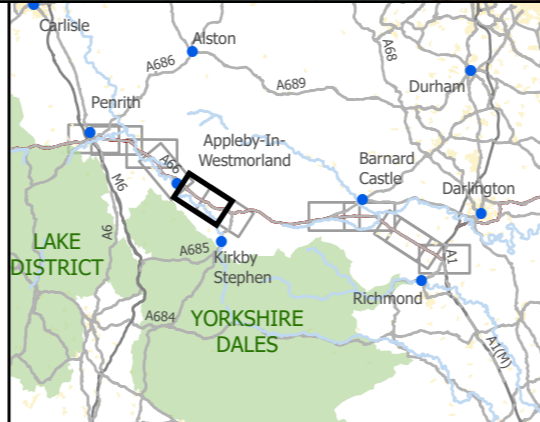 Carlisle
Alston
A686
A68
A689
Durham
Penrith
Appleby-In-
Westmorland
A66
Barnard
Castle
Darlington
M6
A6
LAKE
DISTRICT
A685
Kirkby
Stephen
A1
Richmond
A684
YORKSHIRE
DALES
A1(M)